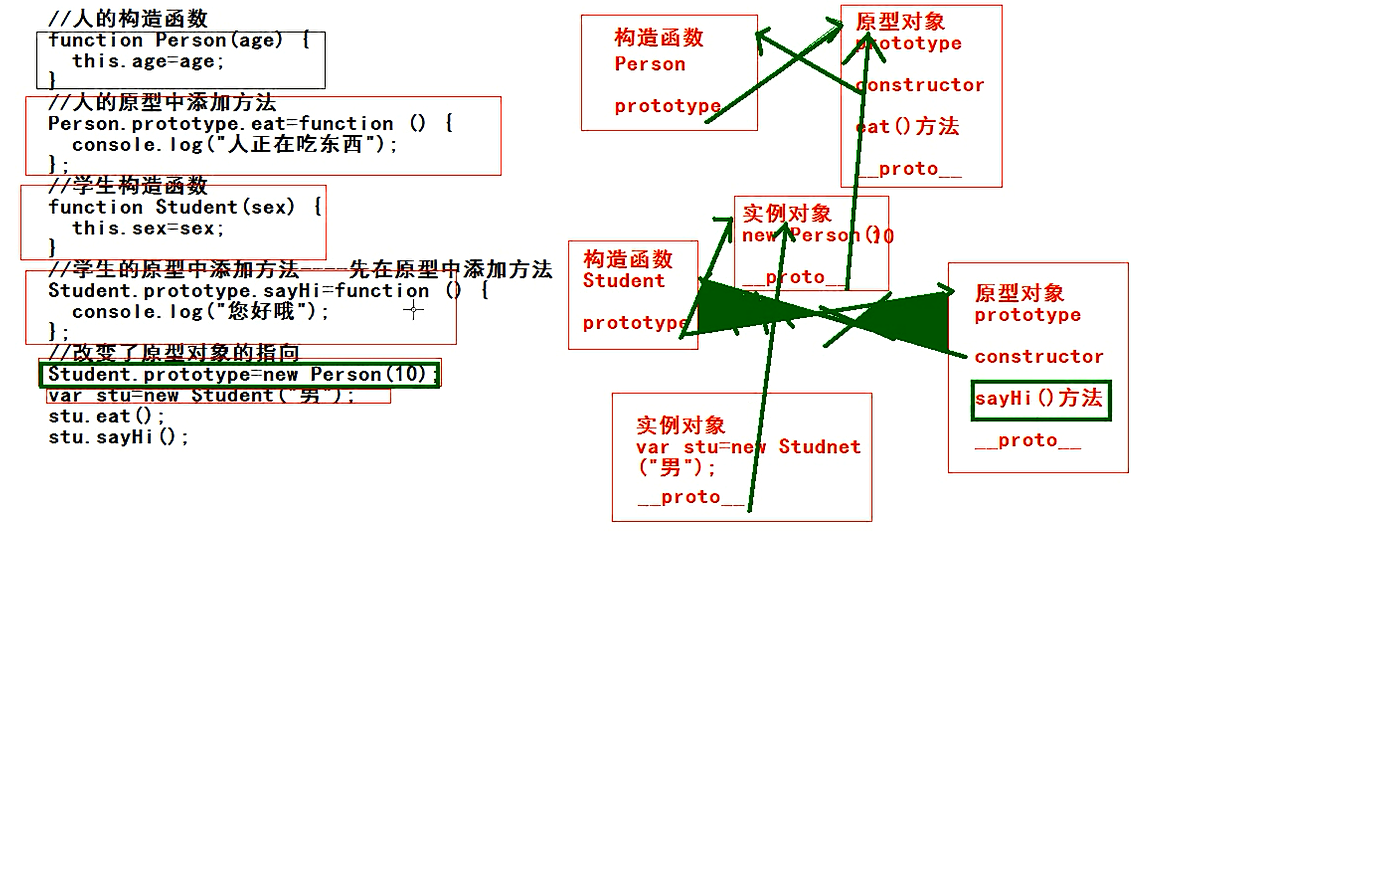 //人的构造函数
function Person(age) {
  this.age=age;
}
//人的原型中添加方法
Person.prototype.eat=function () {
  console.log("人正在吃东西");
};
//学生构造函数
function Student(sex) {
  this.sex=sex;
}
//学生的原型中添加方法----先在原型中添加方法
Student.prototype.sayHi=function () {
  console.log("您好哦");
};
//改变了原型对象的指向
Student.prototype=new Person(10);
var stu=new Student("男");
stu.eat();
stu.sayHi();
构造函数
Person
prototype
原型对象
prototype
constructor
eat()方法
__proto__
实例对象
new Person(10
__proto__
构造函数
Student
prototype
原型对象
prototype
constructor
sayHi()方法
__proto__
实例对象
var stu=new Studnet
("男");
__proto__